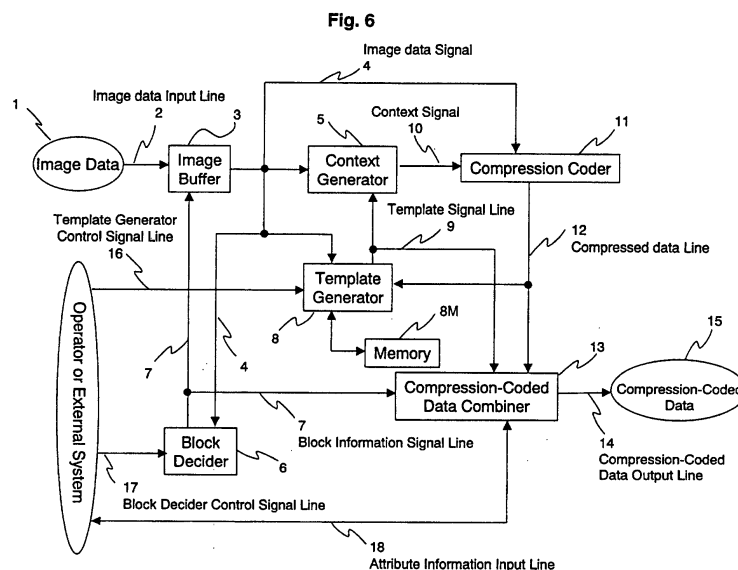 Fig. 6
Image data Signal
4
Image data Input Line
1
2
3
Context Signal
5
10
11
Image Data
Image
Buffer
Context
Generator
Compression Coder
Template Generator
Control Signal Line
16
Template Signal Line
9
12
Compressed data Line
Template
Generator
8
8M
Memory
Operator or External System
7
4
13
15
Compression-Coded
Data Combiner
Compression-Coded
Data
7
Block Information Signal Line
14
Compression-Coded
Data Output Line
Block
Decider
6
17
Block Decider Control Signal Line
18
Attribute Information Input Line